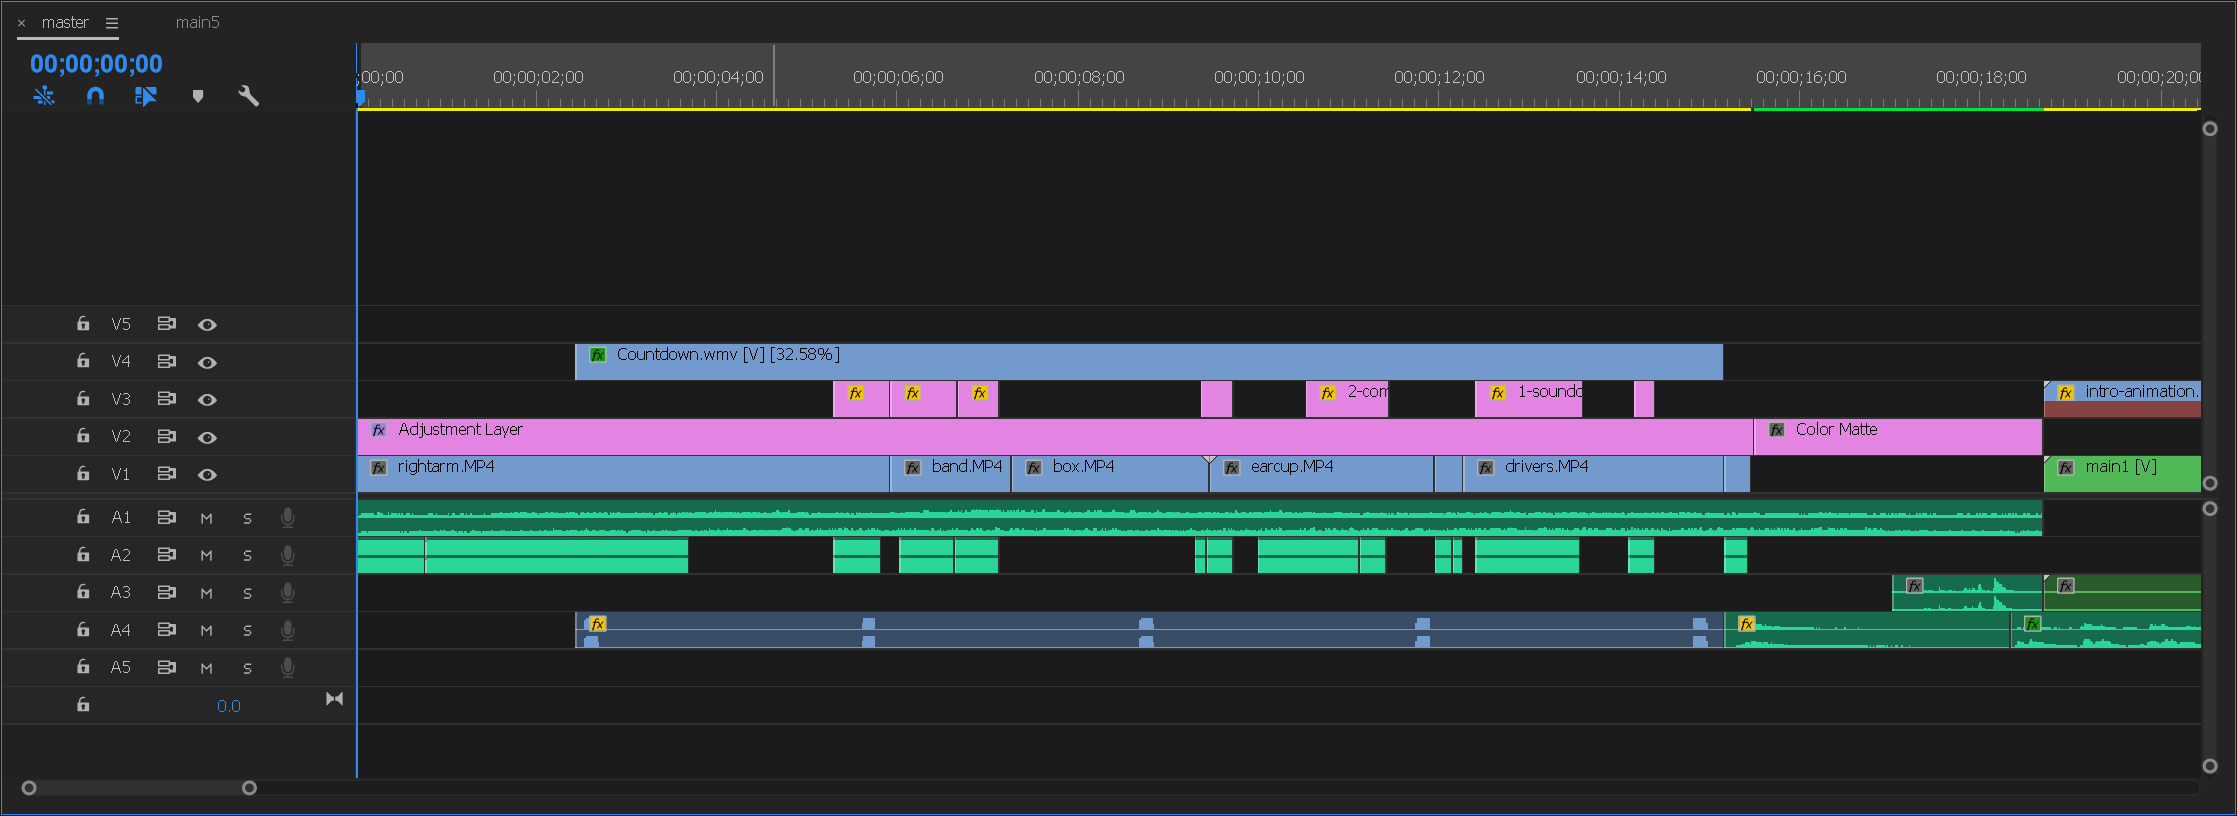 × master ≡ main5
00;00;00;00
;00;00 00;00;02;00 00;00;04;00 00;00;06;00 00;00;08;00 00;00;10;00 00;00;12;00 00;00;14;00 00;00;16;00 00;00;18;00 00;00;20;00
V5
V4 fx Countdown.wmv [V] [32.58%]
V3 fx fx fx fx 2-com fx 1-soundc fx intro-animation.
V2 fx Adjustment Layer fx Color Matte
V1 fx rightarm.MP4 fx band.MP4 fx box.MP4 fx earcup.MP4 fx drivers.MP4 fx main1 [V]
A1 M S
A2 M S
A3 M S fx fx
A4 M S fx fx fx
A5 M S
0.0